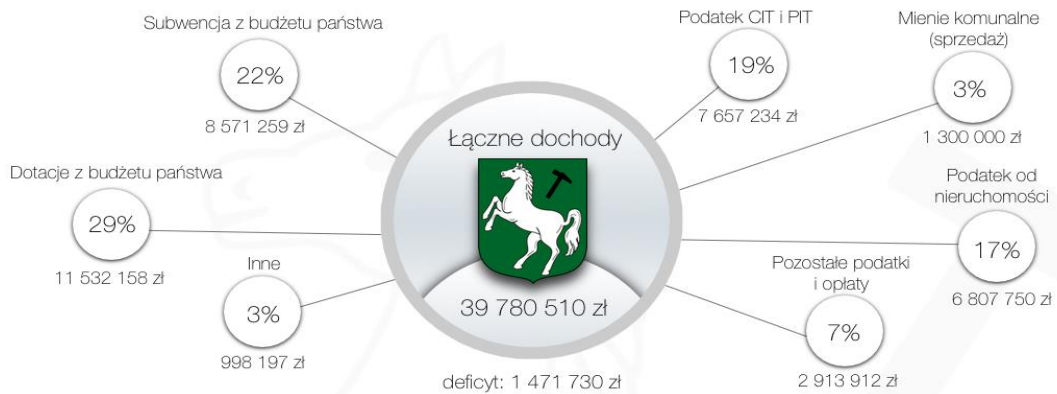 Subwencja z budżetu państwa
22%
8 571 259 zł
Dotacje z budżetu państwa
29%
11 532 158 zł
Inne
3%
998 197 zł
Łączne dochody
39 780 510 zł
deficyt: 1 471 730 zł
Podatek CIT i PIT
19%
7 657 234 zł
Mienie komunalne
(sprzedaż)
3%
1 300 000 zł
Podatek od
nieruchomości
17%
6 807 750 zł
Pozostałe podatki
i opłaty
7%
2 913 912 zł